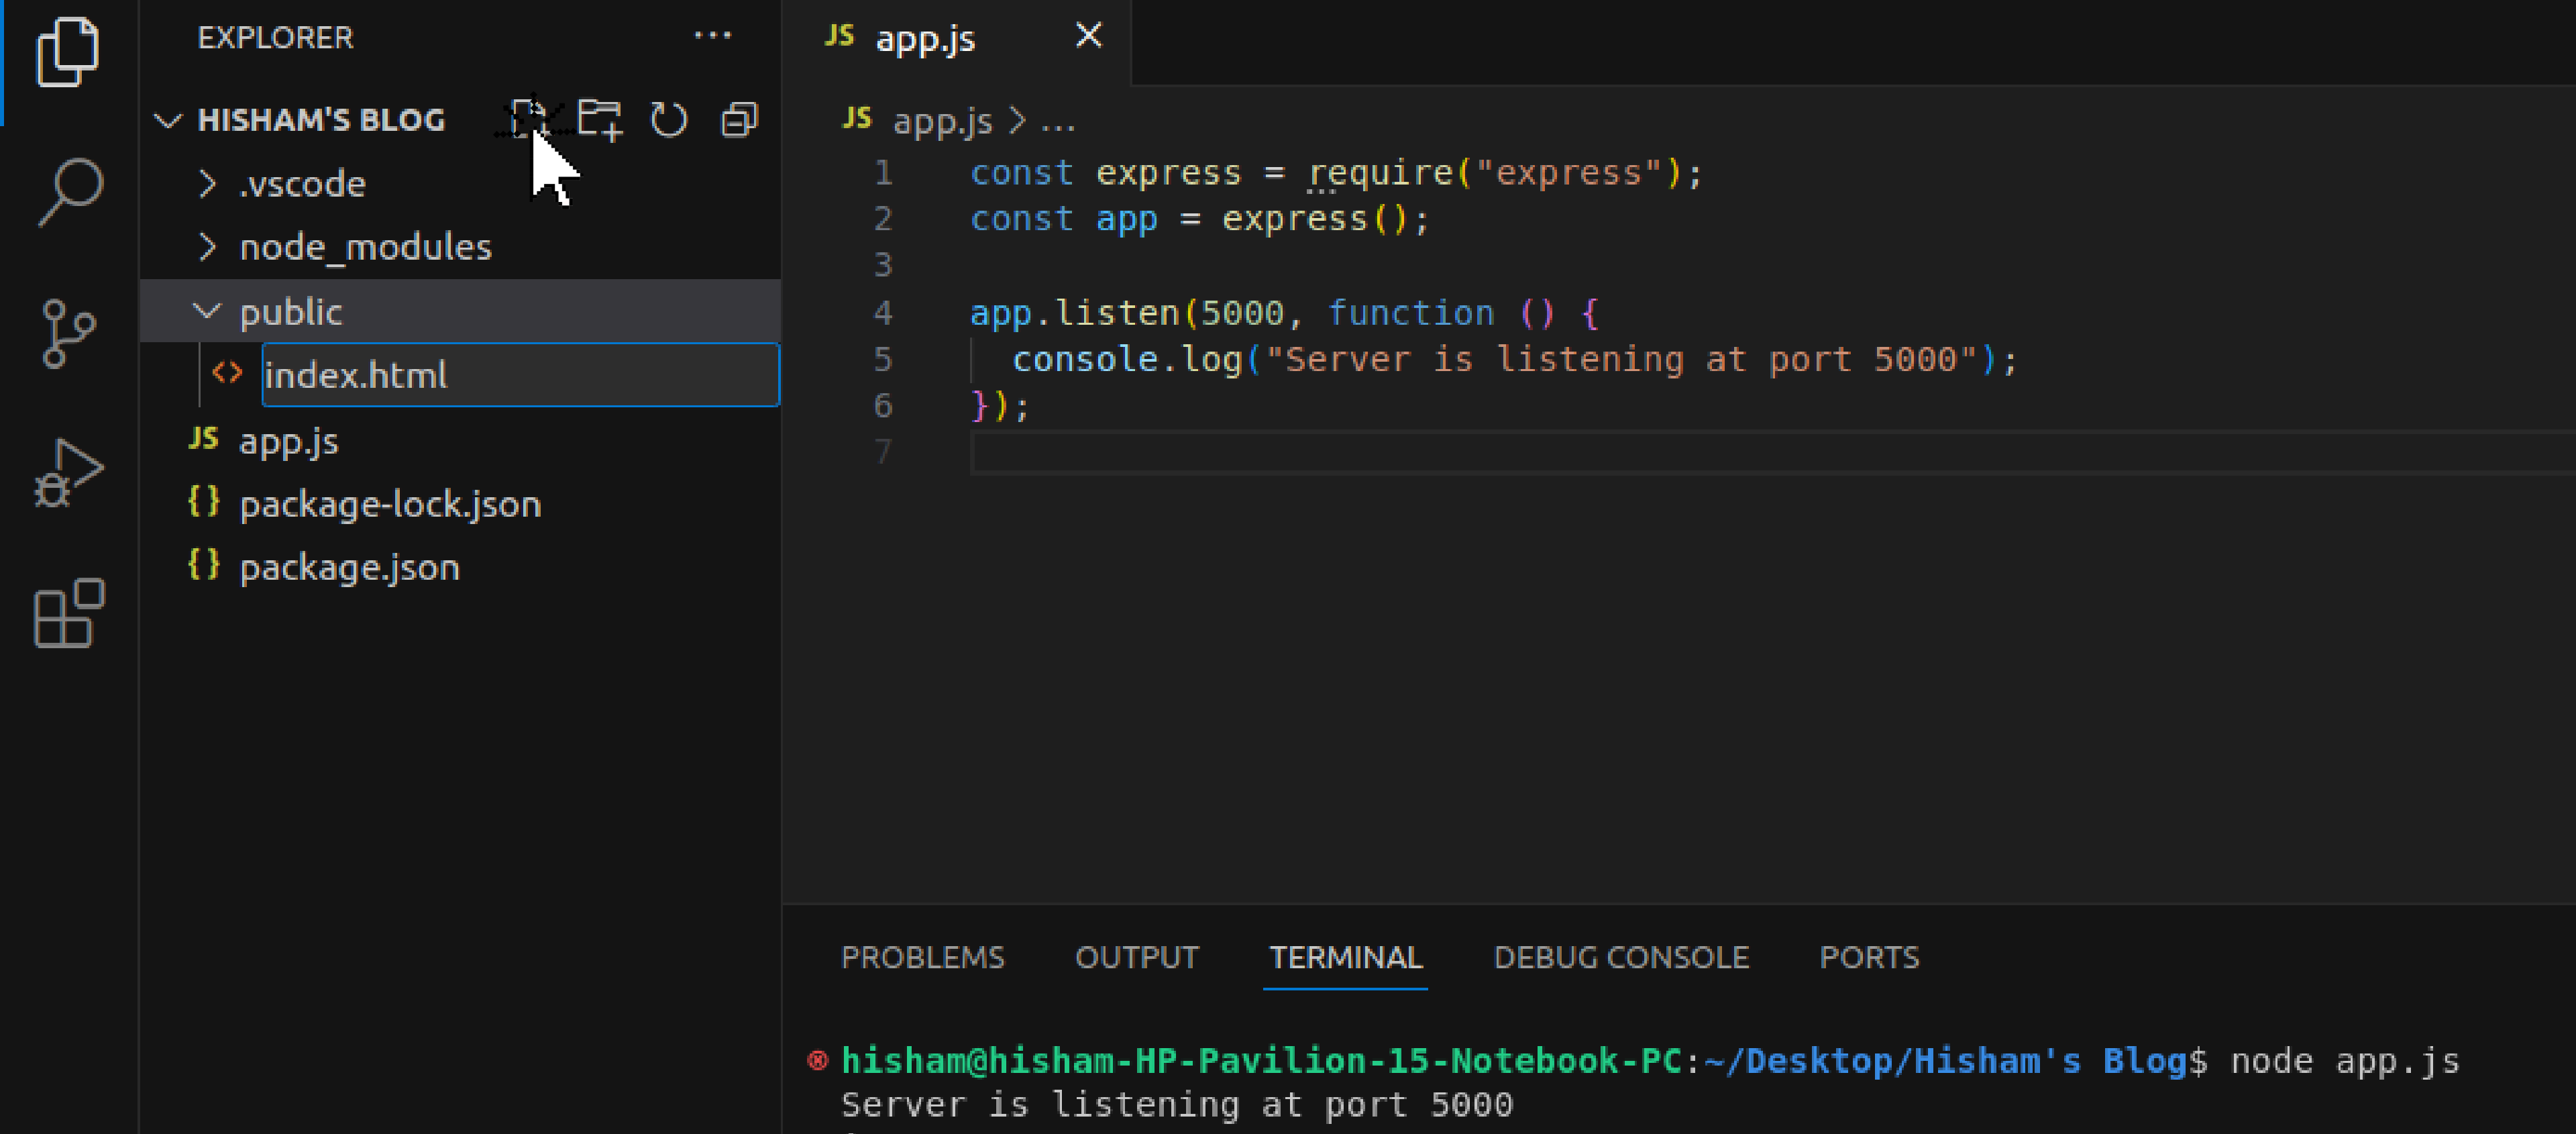 EXPLORER
HISHAM'S BLOG
.vscode
node_modules
public
<> index.html
JS app.js
{} package-lock.json
{} package.json
JS app.js
JS app.js > ...
1 const express = require("express");
2 const app = express();
3
4 app.listen(5000, function () {
5 console.log("Server is listening at port 5000");
6 });
7
PROBLEMS OUTPUT TERMINAL DEBUG CONSOLE PORTS
hisham@hisham-HP-Pavilion-15-Notebook-PC:~/Desktop/Hisham's Blog$ node app.js
Server is listening at port 5000